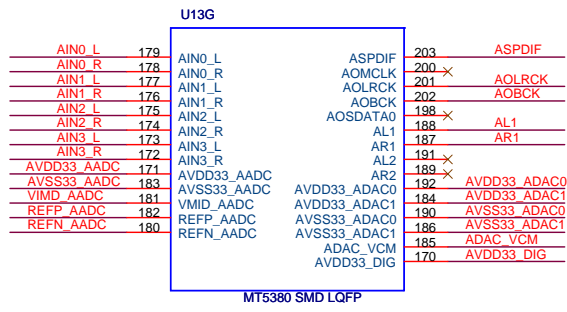 U13G
AIN0_L 179 AIN0_L ASPDIF 203 ASPDIF
AIN0_R 178 AIN0_R AOMCLK 200
AIN1_L 177 AIN1_L AOLRCK 201 AOLRCK
AIN1_R 176 AIN1_R AOBCK 202 AOBCK
AIN2_L 175 AIN2_L AOSDATA0 198
AIN2_R 174 AIN2_R AL1 188 AL1
AIN3_L 173 AIN3_L AR1 187 AR1
AIN3_R 172 AIN3_R AL2 191
AVDD33_AADC 171 AVDD33_AADC AR2 189
AVSS33_AADC 183 AVSS33_AADC AVDD33_ADAC0 192 AVDD33_ADAC0
VIMD_AADC 181 VMID_AADC AVDD33_ADAC1 184 AVDD33_ADAC1
REFP_AADC 182 REFP_AADC AVSS33_ADAC0 190 AVSS33_ADAC0
REFN_AADC 180 REFN_AADC AVSS33_ADAC1 186 AVSS33_ADAC1
ADAC_VCM 185 ADAC_VCM
AVDD33_DIG 170 AVDD33_DIG
MT5380 SMD LQFP